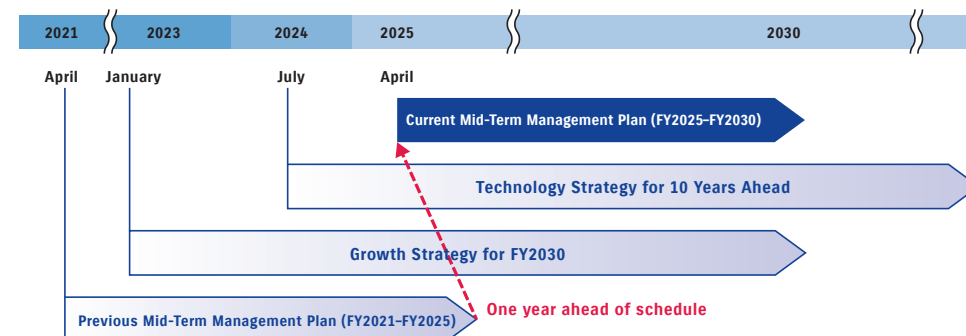 2021 2023 2024 2025 2030
April January July April
Current Mid-Term Management Plan (FY2025–FY2030)
Technology Strategy for 10 Years Ahead
Growth Strategy for FY2030
One year ahead of schedule
Previous Mid-Term Management Plan (FY2021–FY2025)